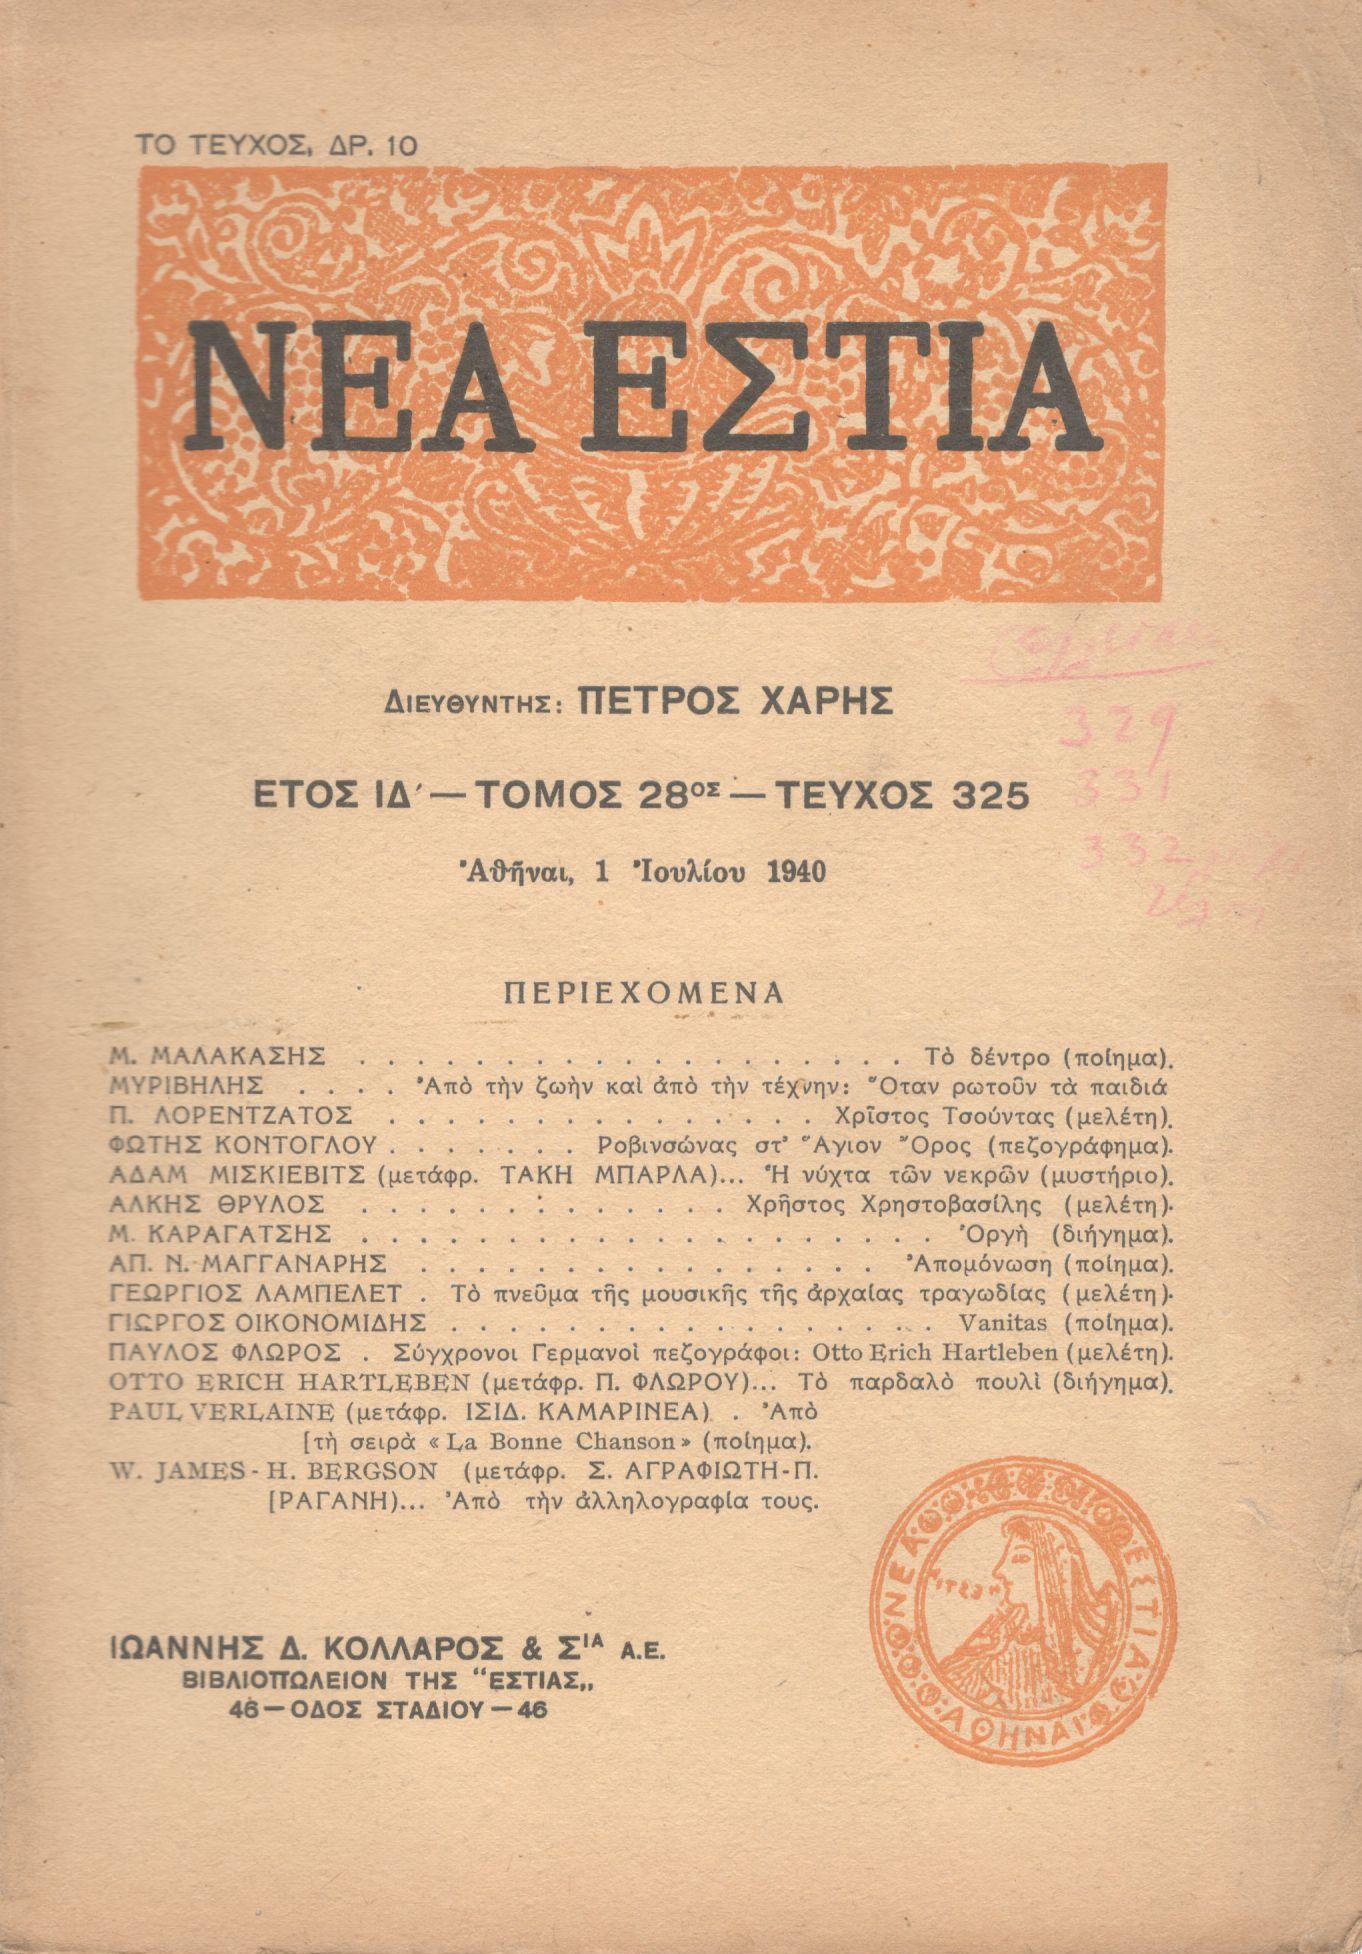 ΤΟ ΤΕΥΧΟΣ, ΔΡ. 10
ΝΕΑ ΕΣΤΙΑ
ΔΙΕΥΘΥΝΤΗΣ: ΠΕΤΡΟΣ ΧΑΡΗΣ
ΕΤΟΣ ΙΔ΄ — ΤΟΜΟΣ 28ΟΣ — ΤΕΥΧΟΣ 325
Ἀθῆναι, 1 Ἰουλίου 1940
329
331
332
ΠΕΡΙΕΧΟΜΕΝΑ
Μ. ΜΑΛΑΚΑΣΗΣ . . . . . . . . . . . . . . . . . . . Τὸ δέντρο (ποίημα).
ΜΥΡΙΒΗΛΗΣ . . . . Ἀπὸ τὴν ζωὴν καὶ ἀπὸ τὴν τέχνην: Ὅταν ρωτοῦν τὰ παιδιά
Π. ΛΟΡΕΝΤΖΑΤΟΣ . . . . . . . . . . . . . . . Χρῖστος Τσούντας (μελέτη).
ΦΩΤΗΣ ΚΟΝΤΟΓΛΟΥ . . . . . . . Ροβινσώνας στ' Ἅγιον Ὄρος (πεζογράφημα).
ΑΔΑΜ ΜΙΣΚΙΕΒΙΤΣ (μετάφρ. ΤΑΚΗ ΜΠΑΡΛΑ)... Ἡ νύχτα τῶν νεκρῶν (μυστήριο).
ΑΛΚΗΣ ΘΡΥΛΟΣ . . . . . . . . . . . . . Χρῆστος Χρηστοβασίλης (μελέτη).
Μ. ΚΑΡΑΓΑΤΣΗΣ . . . . . . . . . . . . . . . . . . . . Ὀργὴ (διήγημα).
ΑΠ. Ν. ΜΑΓΓΑΝΑΡΗΣ . . . . . . . . . . . . . . . . Ἀπομόνωση (ποίημα).
ΓΕΩΡΓΙΟΣ ΛΑΜΠΕΛΕΤ . Τὸ πνεῦμα τῆς μουσικῆς τῆς ἀρχαίας τραγωδίας (μελέτη).
ΓΙΩΡΓΟΣ ΟΙΚΟΝΟΜΙΔΗΣ . . . . . . . . . . . . . . . . . Vanitas (ποίημα).
ΠΑΥΛΟΣ ΦΛΩΡΟΣ . Σύγχρονοι Γερμανοὶ πεζογράφοι: Otto Erich Hartleben (μελέτη).
OTTO ERICH HARTLEBEN (μετάφρ. Π. ΦΛΩΡΟΥ)... Τὸ παρδαλὸ πουλὶ (διήγημα).
PAUL VERLAINE (μετάφρ. ΙΣΙΔ. ΚΑΜΑΡΙΝΕΑ) . Ἀπὸ
[τὴ σειρὰ «La Bonne Chanson» (ποίημα).
W. JAMES - H. BERGSON (μετάφρ. Σ. ΑΓΡΑΦΙΩΤΗ-Π.
[ΡΑΓΑΝΗ)... Ἀπὸ τὴν ἀλληλογραφία τους.
ΝΕΑ ΕΣΤΙΑ
ΑΘΗΝΑΙ
ΙΩΑΝΝΗΣ Δ. ΚΟΛΛΑΡΟΣ & ΣΙΑ Α.Ε.
ΒΙΒΛΙΟΠΩΛΕΙΟΝ ΤΗΣ "ΕΣΤΙΑΣ„
46 — ΟΔΟΣ ΣΤΑΔΙΟΥ — 46